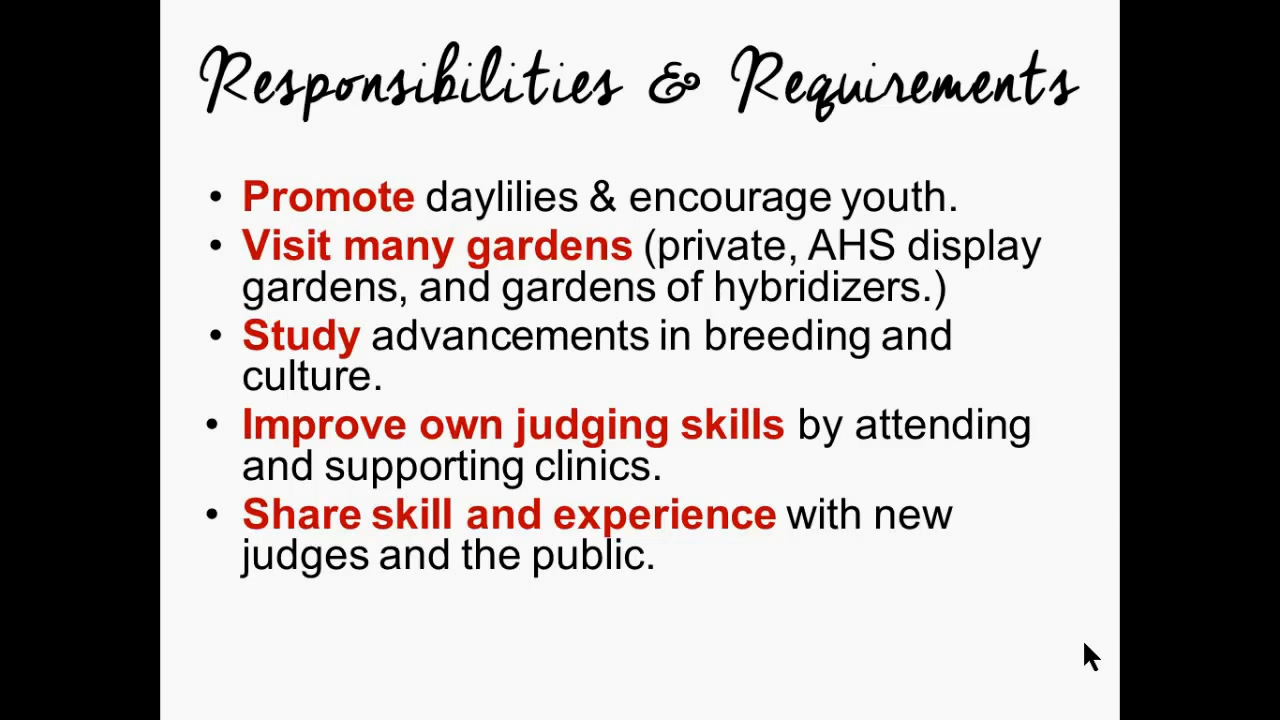 Responsibilities & Requirements
• Promote daylilies & encourage youth.
• Visit many gardens (private, AHS display
gardens, and gardens of hybridizers.)
• Study advancements in breeding and
culture.
• Improve own judging skills by attending
and supporting clinics.
• Share skill and experience with new
judges and the public.